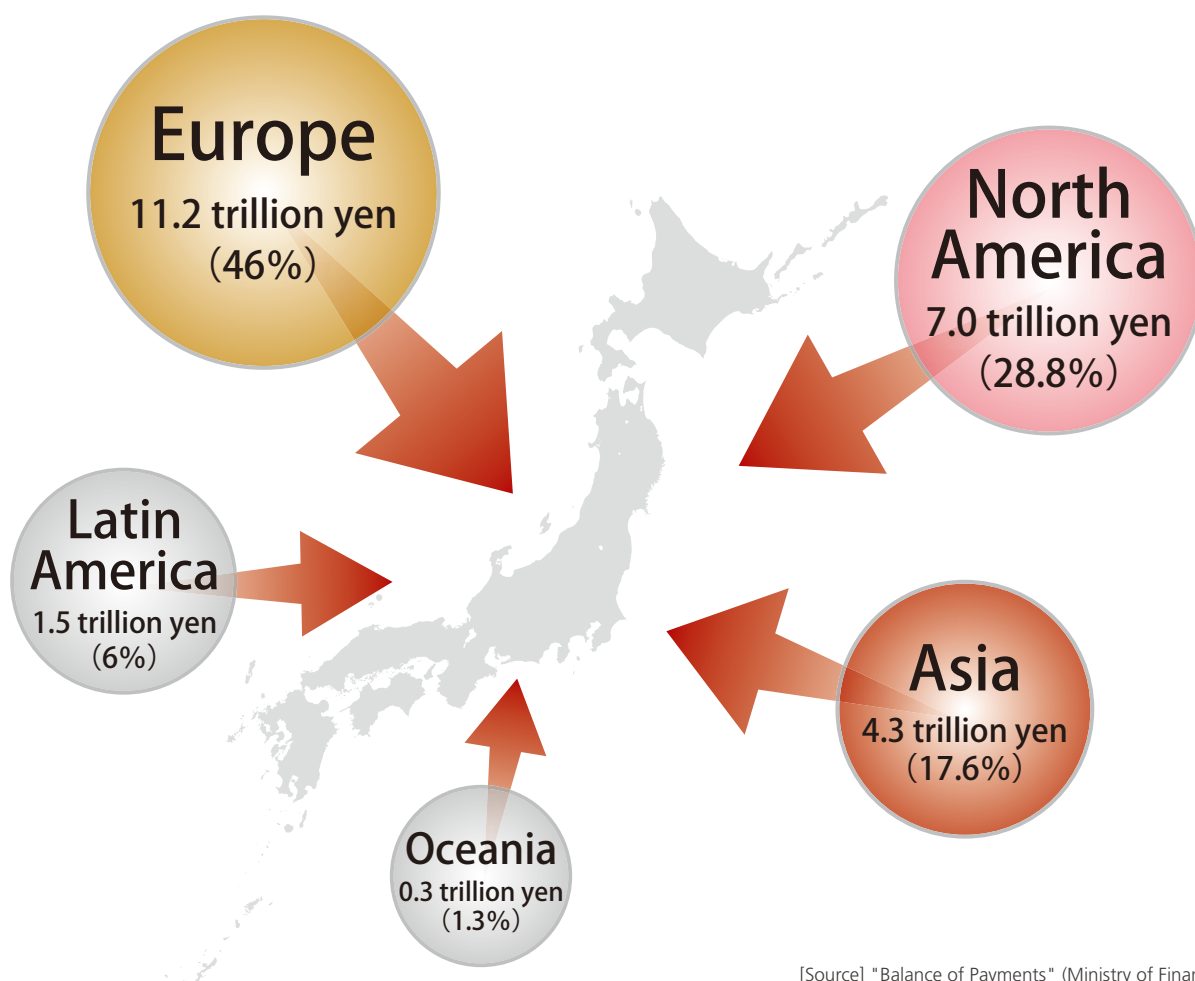 Europe
11.2 trillion yen
(46%)
North
America
7.0 trillion yen
(28.8%)
Latin
America
1.5 trillion yen
(6%)
Asia
4.3 trillion yen
(17.6%)
Oceania
0.3 trillion yen
(1.3%)
[Source] "Balance of Payments" (Ministry of